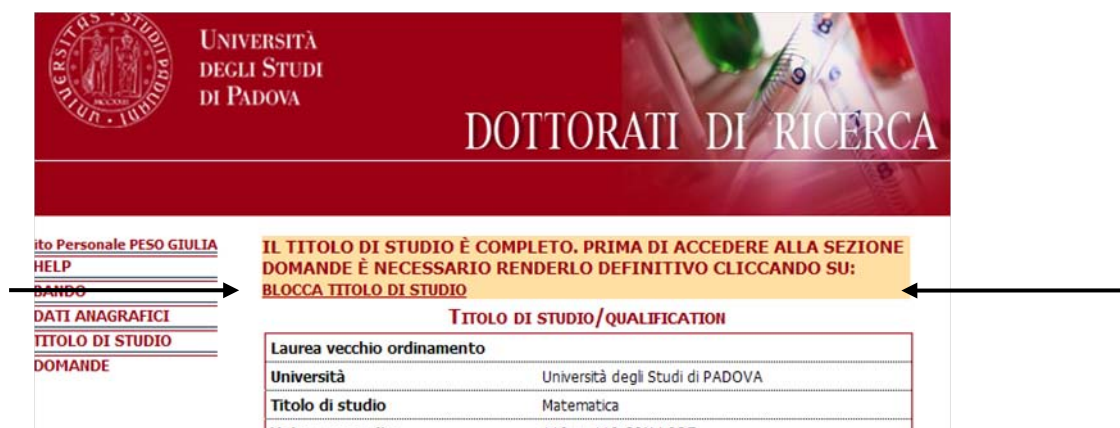 UNIVERSITÀ
DEGLI STUDI
DI PADOVA
DOTTORATI DI RICERCA
ito Personale PESO GIULIA
HELP
BANDO
DATI ANAGRAFICI
TITOLO DI STUDIO
DOMANDE
IL TITOLO DI STUDIO È COMPLETO. PRIMA DI ACCEDERE ALLA SEZIONE
DOMANDE È NECESSARIO RENDERLO DEFINITIVO CLICCANDO SU:
BLOCCA TITOLO DI STUDIO
TITOLO DI STUDIO/QUALIFICATION
Laurea vecchio ordinamento
Università Università degli Studi di PADOVA
Titolo di studio Matematica